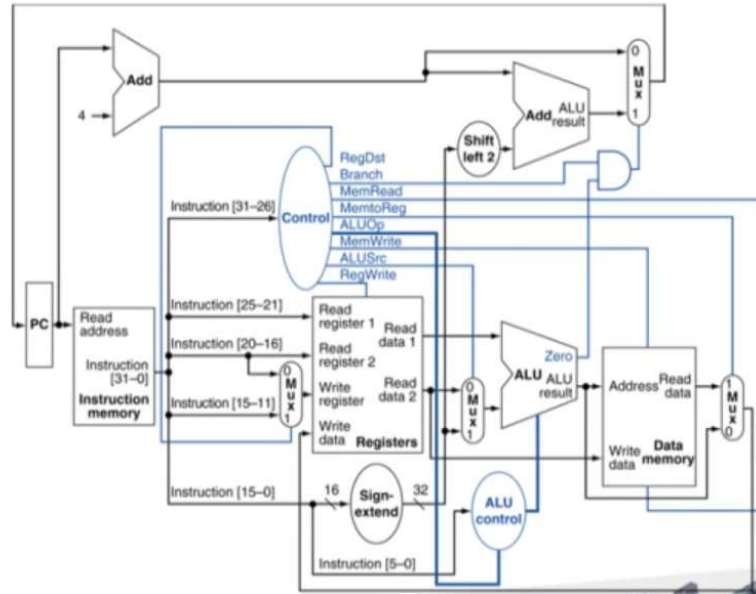 Add
4
Add ALU
result
0
M
u
x
1
Shift
left 2
RegDst
Branch
MemRead
MemtoReg
ALUOp
MemWrite
ALUSrc
RegWrite
Control
Instruction [31–26]
Instruction [25–21]
Instruction [20–16]
Instruction [15–11]
Instruction [15–0]
Instruction [5–0]
PC
Read
address
Instruction
[31–0]
Instruction
memory
0
M
u
x
1
Read
register 1
Read
register 2
Write
register
Write
data
Read
data 1
Read
data 2
Registers
16
Sign-
extend
32
0
M
u
x
1
Zero
ALU
ALU
result
ALU
control
Address
Read
data
Write
data
Data
memory
1
M
u
x
0